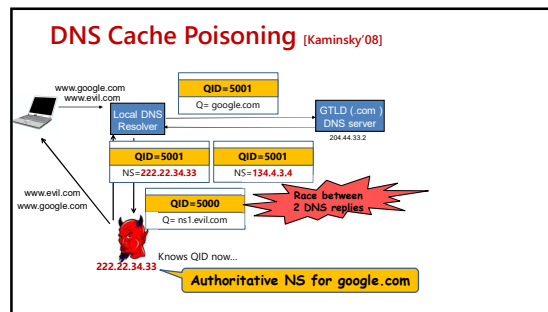 DNS Cache Poisoning [Kaminsky'08]
www.google.com
www.evil.com
QID=5001
Q= google.com
Local DNS
Resolver
GTLD (.com )
DNS server
204.44.33.2
QID=5001
NS=222.22.34.33
QID=5001
NS=134.4.3.4
www.evil.com
www.google.com
QID=5000
Q= ns1.evil.com
Race between
2 DNS replies
Knows QID now...
222.22.34.33
Authoritative NS for google.com